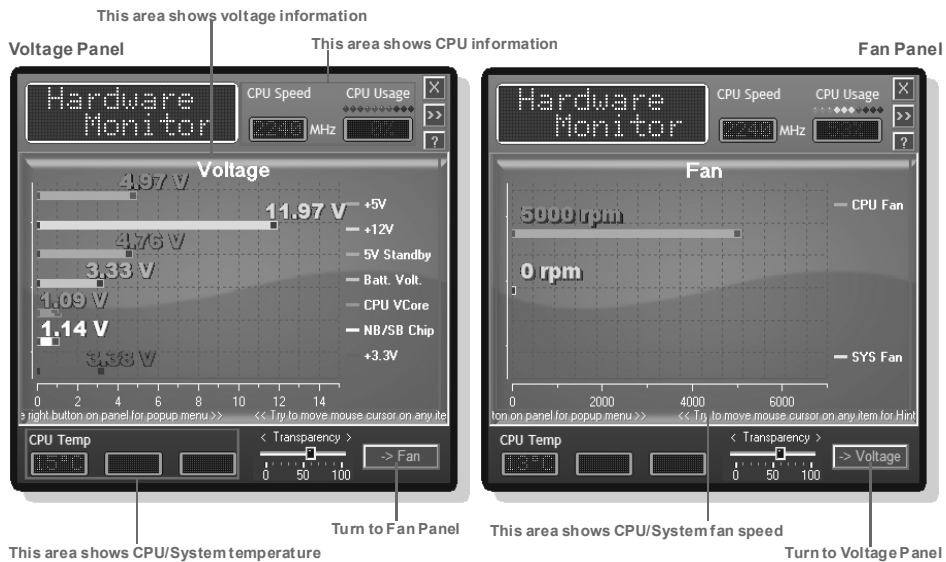 This area shows voltage information
This area shows CPU information
Voltage Panel
Fan Panel
Hardware
Monitor
CPU Speed
CPU Usage
2240 MHz
X
>>
?
Voltage
4.97 V
11.97 V
4.76 V
3.33 V
1.09 V
1.14 V
3.38 V
+5V
+12V
5V Standby
Batt. Volt.
CPU VCore
NB/SB Chip
+3.3V
0 2 4 6 8 10 12 14
right button on panel for popup menu >> << Try to move mouse cursor on any
CPU Temp
15°C
< Transparency >
0 50 100
-> Fan
Hardware
Monitor
CPU Speed
CPU Usage
2240 MHz
X
>>
?
Fan
5000 rpm
0 rpm
CPU Fan
SYS Fan
0 2000 4000 6000
on panel for popup menu >> << Try to move mouse cursor on any item for Hint
CPU Temp
13°C
< Transparency >
0 50 100
-> Voltage
Turn to Fan Panel
This area shows CPU/System fan speed
This area shows CPU/System temperature
Turn to Voltage Panel